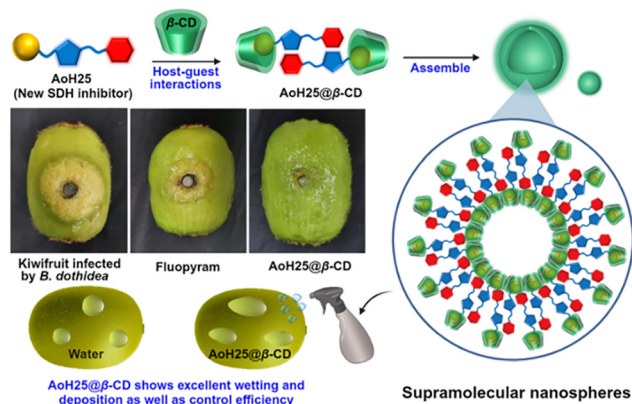 β-CD
AoH25
(New SDH inhibitor)
Host-guest
interactions
AoH25@β-CD
Assemble
Kiwifruit infected
by B. dothidea
Fluopyram
AoH25@β-CD
Water
AoH25@β-CD
AoH25@β-CD shows excellent wetting and
deposition as well as control efficiency
Supramolecular nanospheres